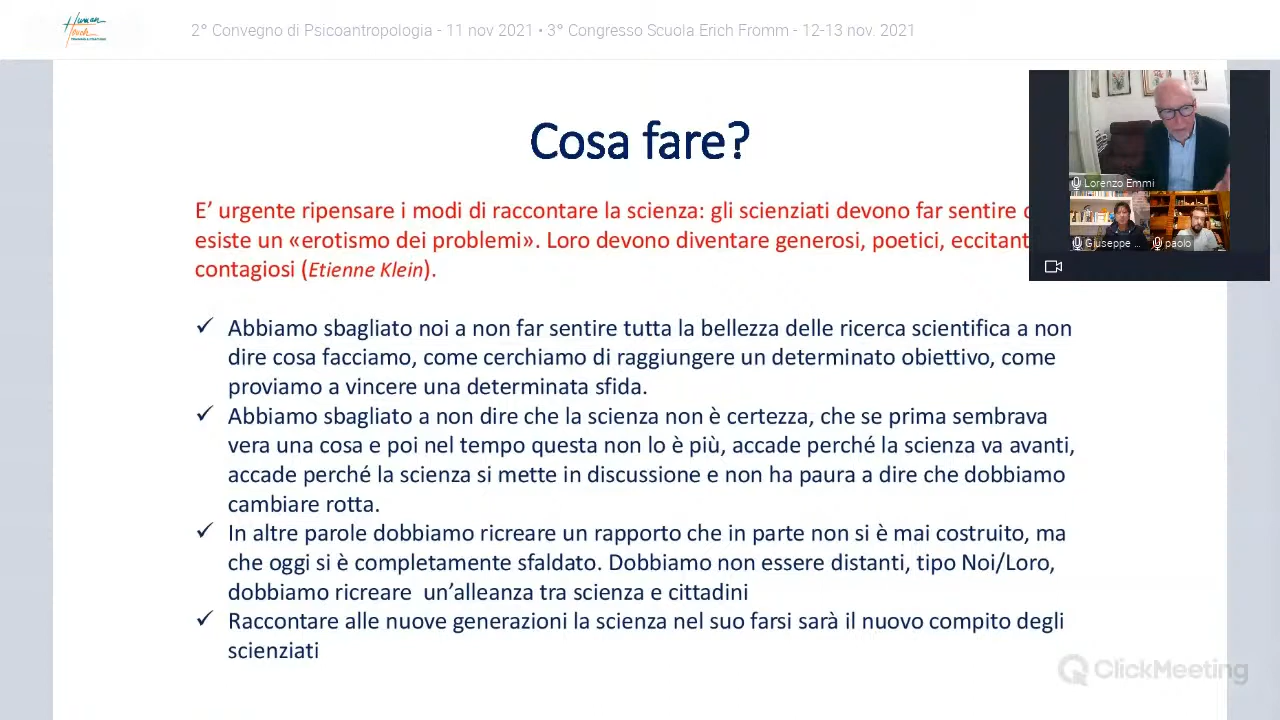 Human
Touch
2° Convegno di Psicoantropologia - 11 nov 2021 • 3° Congresso Scuola Erich Fromm - 12-13 nov. 2021
Cosa fare?
E' urgente ripensare i modi di raccontare la scienza: gli scienziati devono far sentire
esiste un «erotismo dei problemi». Loro devono diventare generosi, poetici, eccitant
contagiosi (Etienne Klein).
✓ Abbiamo sbagliato noi a non far sentire tutta la bellezza delle ricerca scientifica a non
dire cosa facciamo, come cerchiamo di raggiungere un determinato obiettivo, come
proviamo a vincere una determinata sfida.
✓ Abbiamo sbagliato a non dire che la scienza non è certezza, che se prima sembrava
vera una cosa e poi nel tempo questa non lo è più, accade perché la scienza va avanti,
accade perché la scienza si mette in discussione e non ha paura a dire che dobbiamo
cambiare rotta.
✓ In altre parole dobbiamo ricreare un rapporto che in parte non si è mai costruito, ma
che oggi si è completamente sfaldato. Dobbiamo non essere distanti, tipo Noi/Loro,
dobbiamo ricreare un'alleanza tra scienza e cittadini
✓ Raccontare alle nuove generazioni la scienza nel suo farsi sarà il nuovo compito degli
scienziati
Lorenzo Emmi
Giuseppe ...
paolo
ClickMeeting